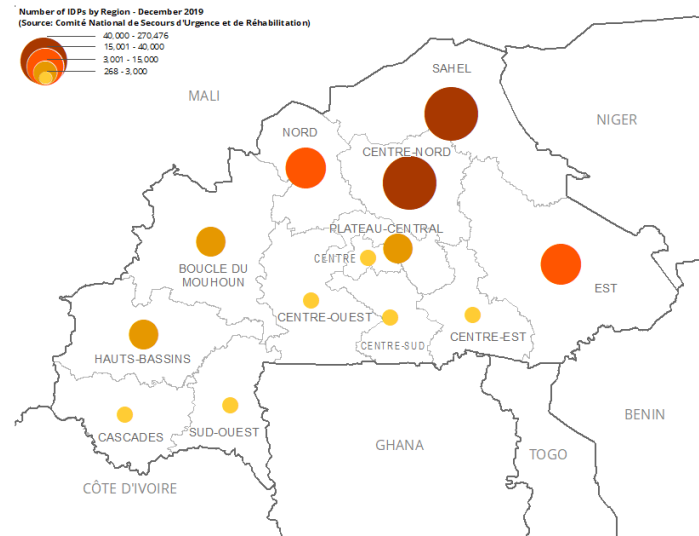 Number of IDPs by Region - December 2019
(Source: Comité National de Secours d'Urgence et de Réhabilitation)
40,000 - 270.476
15,001 - 40,000
3,001 - 15,000
268 - 3,000
SAHEL
MALI
NIGER
NORD
CENTRE-NORD
PLATEAU-CENTRAL
CENTRE
BOUCLE DU
MOUHOUN
EST
CENTRE-OUEST
CENTRE-EST
CENTRE-SUD
HAUTS-BASSINS
BENIN
CASCADES
SUD-OUEST
GHANA
TOGO
CÔTE D'IVOIRE